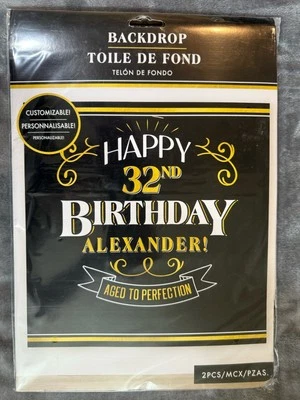 BACKDROP
TOILE DE FOND
TELÓN DE FONDO
CUSTOMIZABLE!
PERSONNALISABLE!
PERSONALIZABLE!
HAPPY
32ND
BIRTHDAY
ALEXANDER!
AGED TO PERFECTION
2PCS/MCX/PZAS.